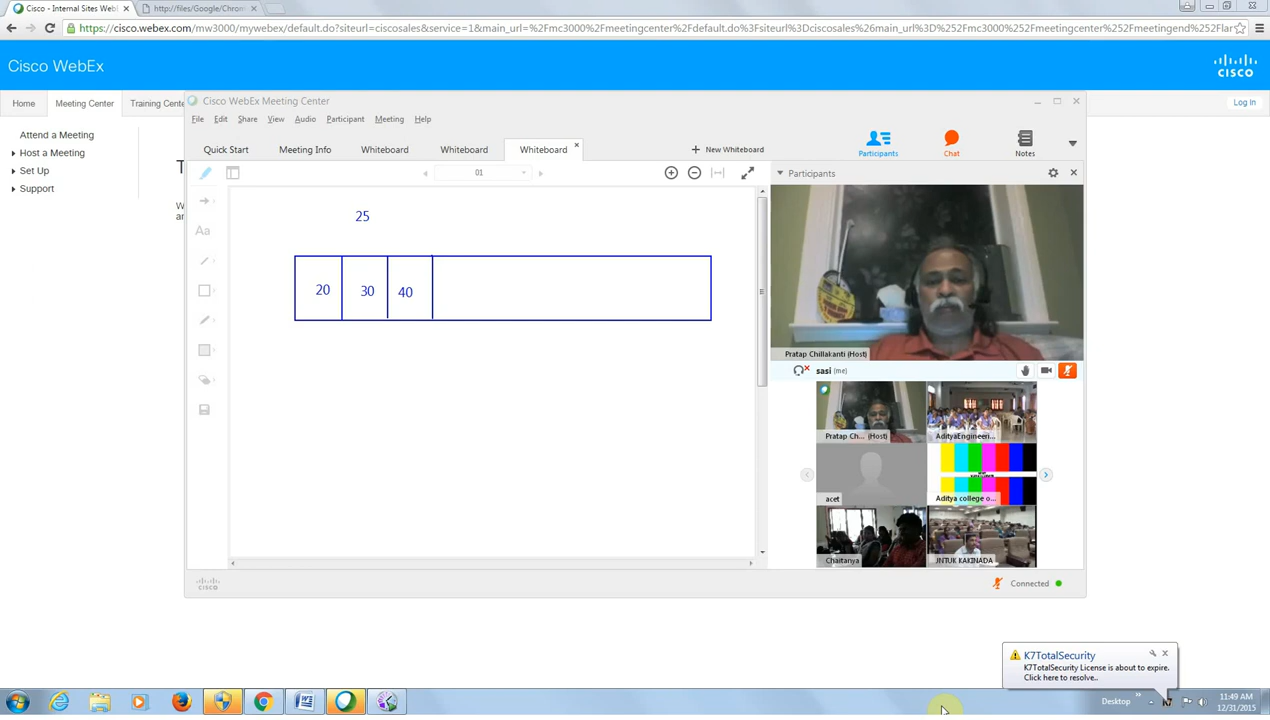 Cisco - Internal Sites Web
http://files/Google/Chrom
https://cisco.webex.com/mw3000/mywebex/default.do?siteurl=ciscosales&service=1&main_url=%2Fmc3000%2Fmeetingcenter%2Fdefault.do%3Fsiteurl%3Dciscosales%26main_url%3D%252Fmc3000%252Fmeetingcenter%252Fmeetingend%252Flan
Cisco WebEx
CISCO
Home
Meeting Center
Training Cente
Log In
Attend a Meeting
Host a Meeting
Set Up
Support
T
W
ar
Cisco WebEx Meeting Center
File Edit Share View Audio Participant Meeting Help
Quick Start
Meeting Info
Whiteboard
Whiteboard
Whiteboard
New Whiteboard
Participants
Chat
Notes
01
Participants
Aa
25
20 30 40
Pratap Chillakanti (Host)
sasi (me)
Pratap Ch... (Host)
AdityaEngineeri...
acet
Aditya college o...
Chaitanya
JNTUK KAKINADA
CISCO
Connected
K7TotalSecurity
K7TotalSecurity License is about to expire.
Click here to resolve..
Desktop
11:49 AM
12/31/2015